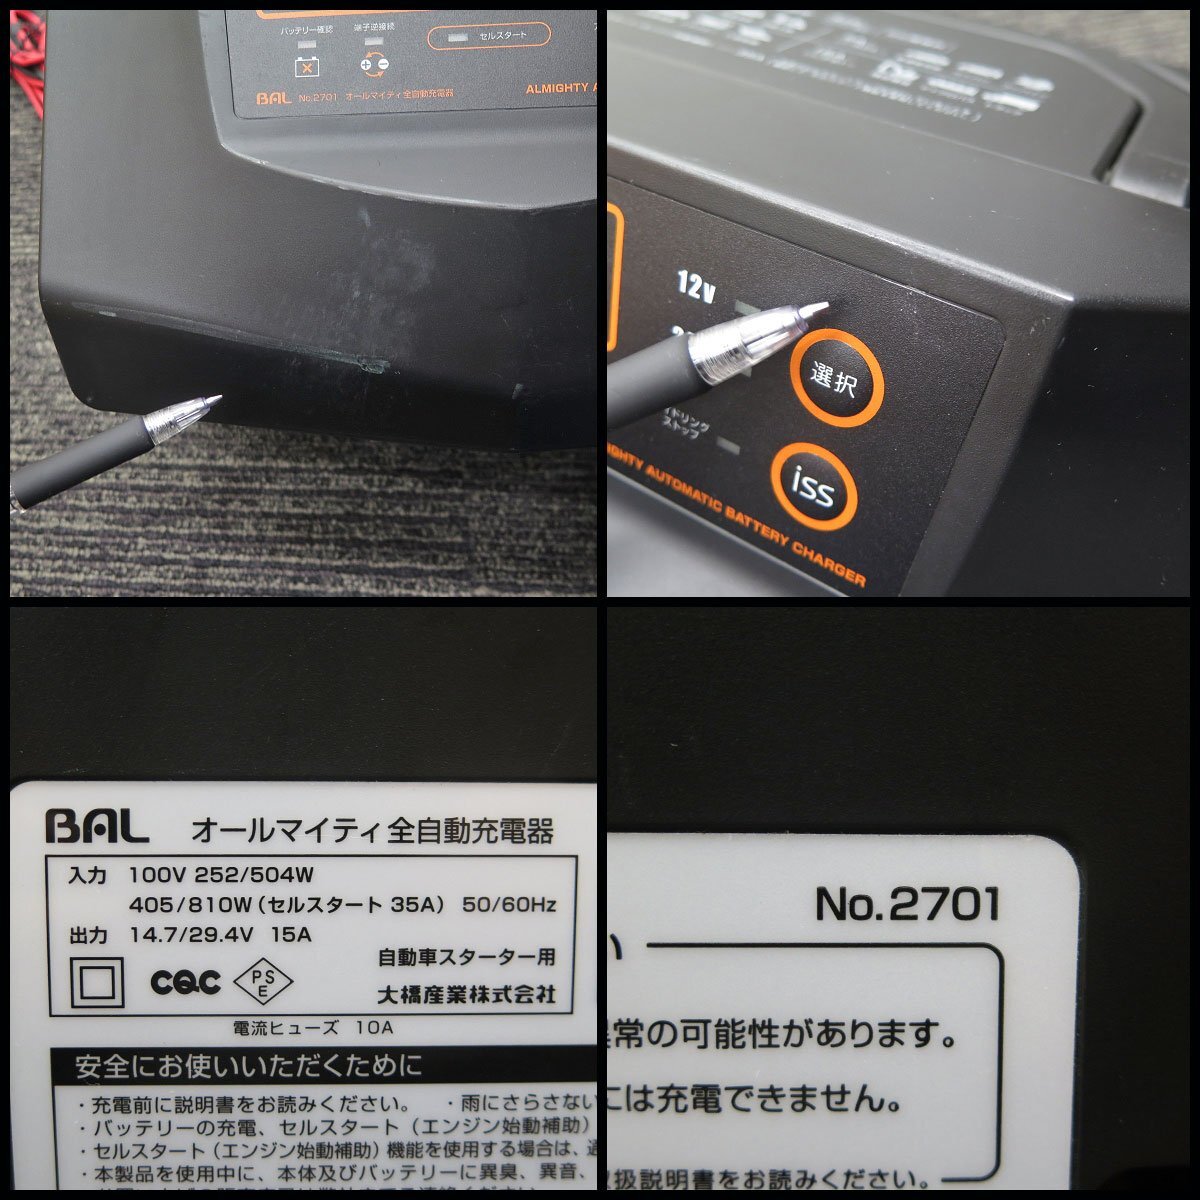 バッテリー確認 端子逆接続
セルスタート
BAL No.2701 オールマイティ全自動充電器
ALMIGHTY A
12V
選択
イドリング
ストップ
iSS
GHTY AUTOMATIC BATTERY CHARGER
BAL オールマイティ全自動充電器
入力 100V 252/504W
405/810W(セルスタート 35A) 50/60Hz
出力 14.7/29.4V 15A
自動車スターター用
CQC PSE
大橋産業株式会社
電流ヒューズ 10A
安全にお使いいただくために
・充電前に説明書をお読みください。 ・雨にさらさない
・バッテリーの充電、セルスタート(エンジン始動補助)
・セルスタート(エンジン始動補助)機能を使用する場合は、
・本製品を使用中に、本体及びバッテリーに異臭、異音、
No.2701
い
常の可能性があります。
には充電できません。
扱説明書をお読みください。